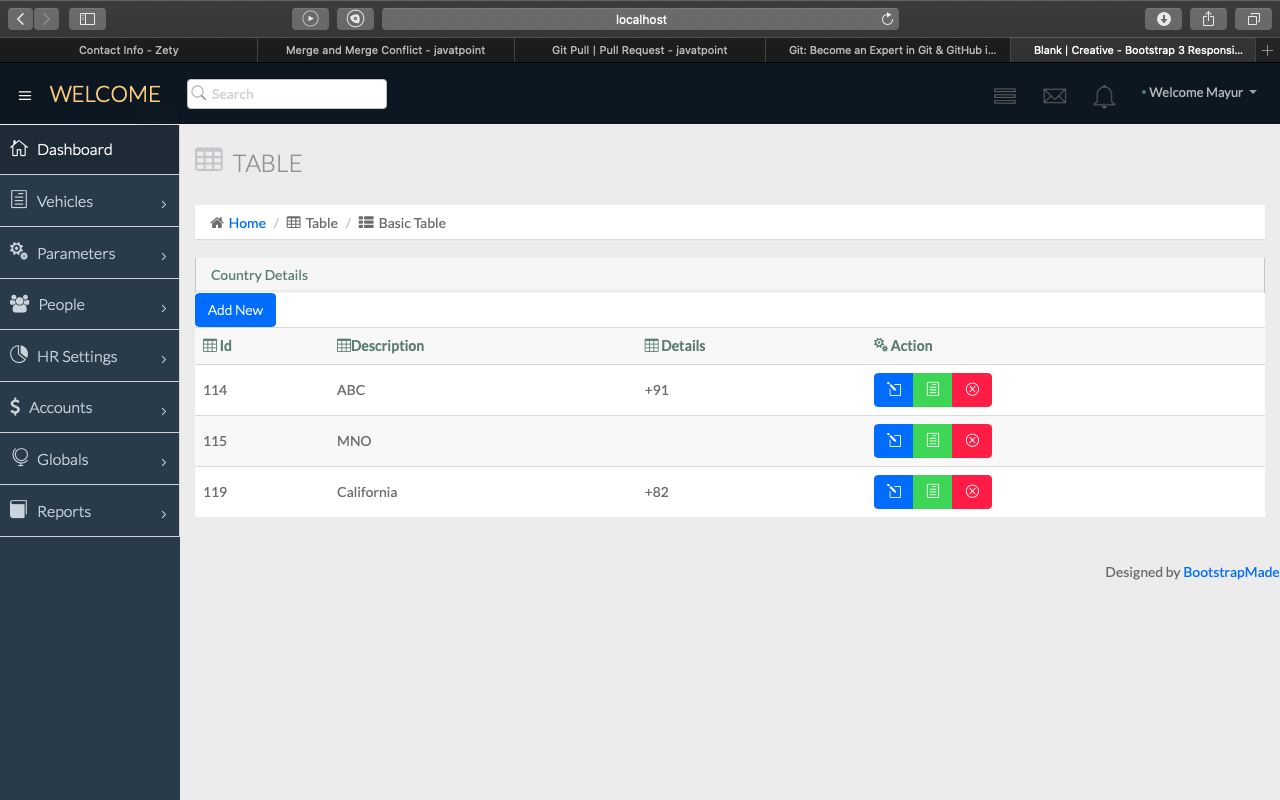 localhost
Contact Info - Zety
Merge and Merge Conflict - javatpoint
Git Pull | Pull Request - javatpoint
Git: Become an Expert in Git & GitHub i...
Blank | Creative - Bootstrap 3 Responsi...
WELCOME
Search
Welcome Mayur
Dashboard
Vehicles
Parameters
People
HR Settings
Accounts
Globals
Reports
TABLE
Home / Table / Basic Table
Country Details
Add New
Id Description Details Action
114 ABC +91
115 MNO
119 California +82
Designed by BootstrapMade